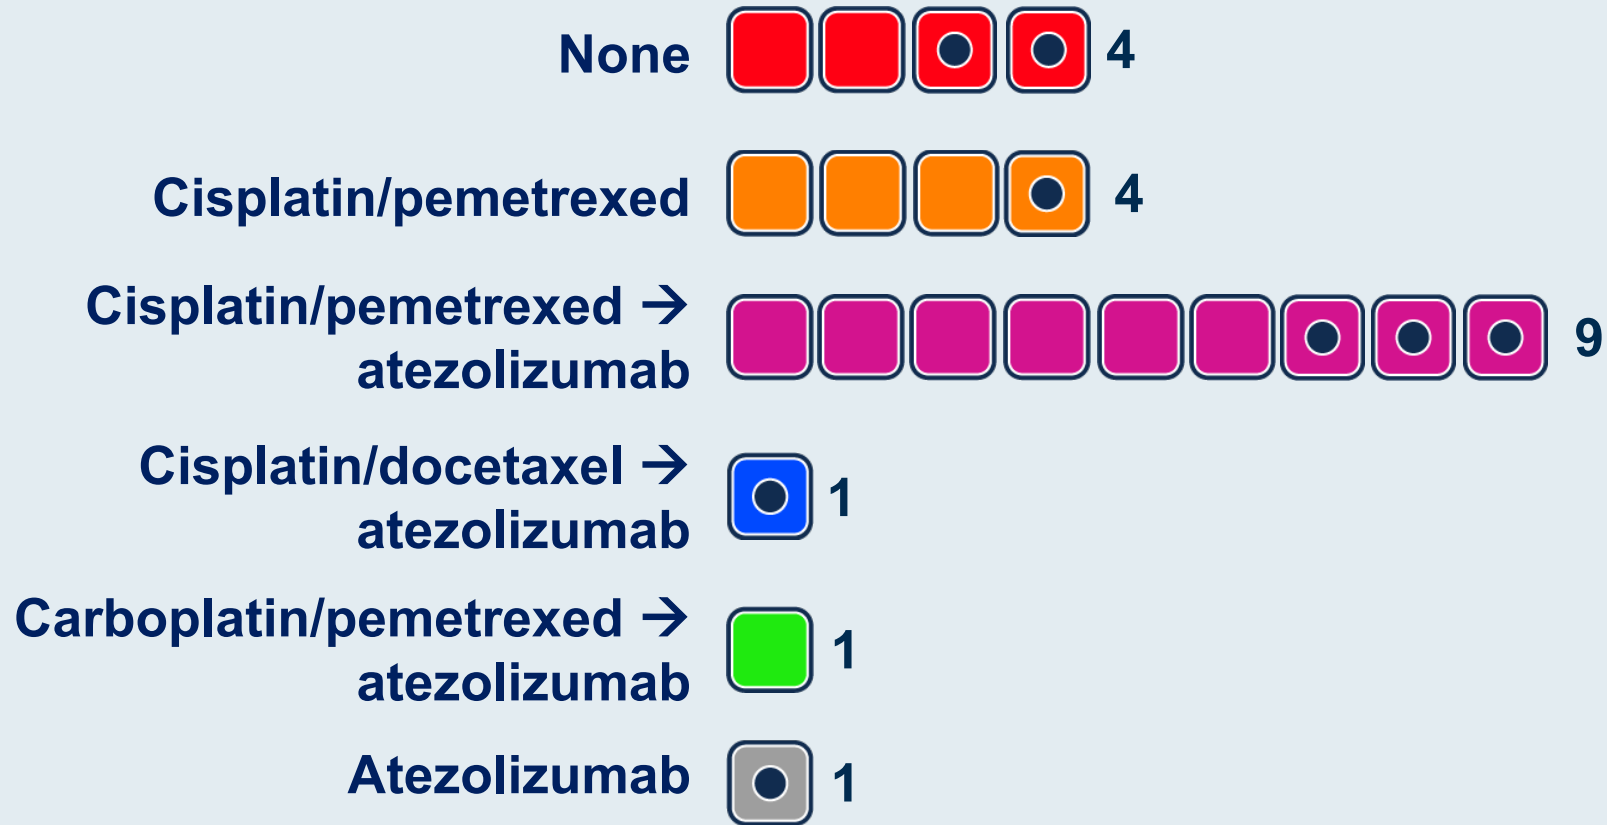 None 4
Cisplatin/pemetrexed 4
Cisplatin/pemetrexed →
atezolizumab 9
Cisplatin/docetaxel →
atezolizumab 1
Carboplatin/pemetrexed →
atezolizumab 1
Atezolizumab 1